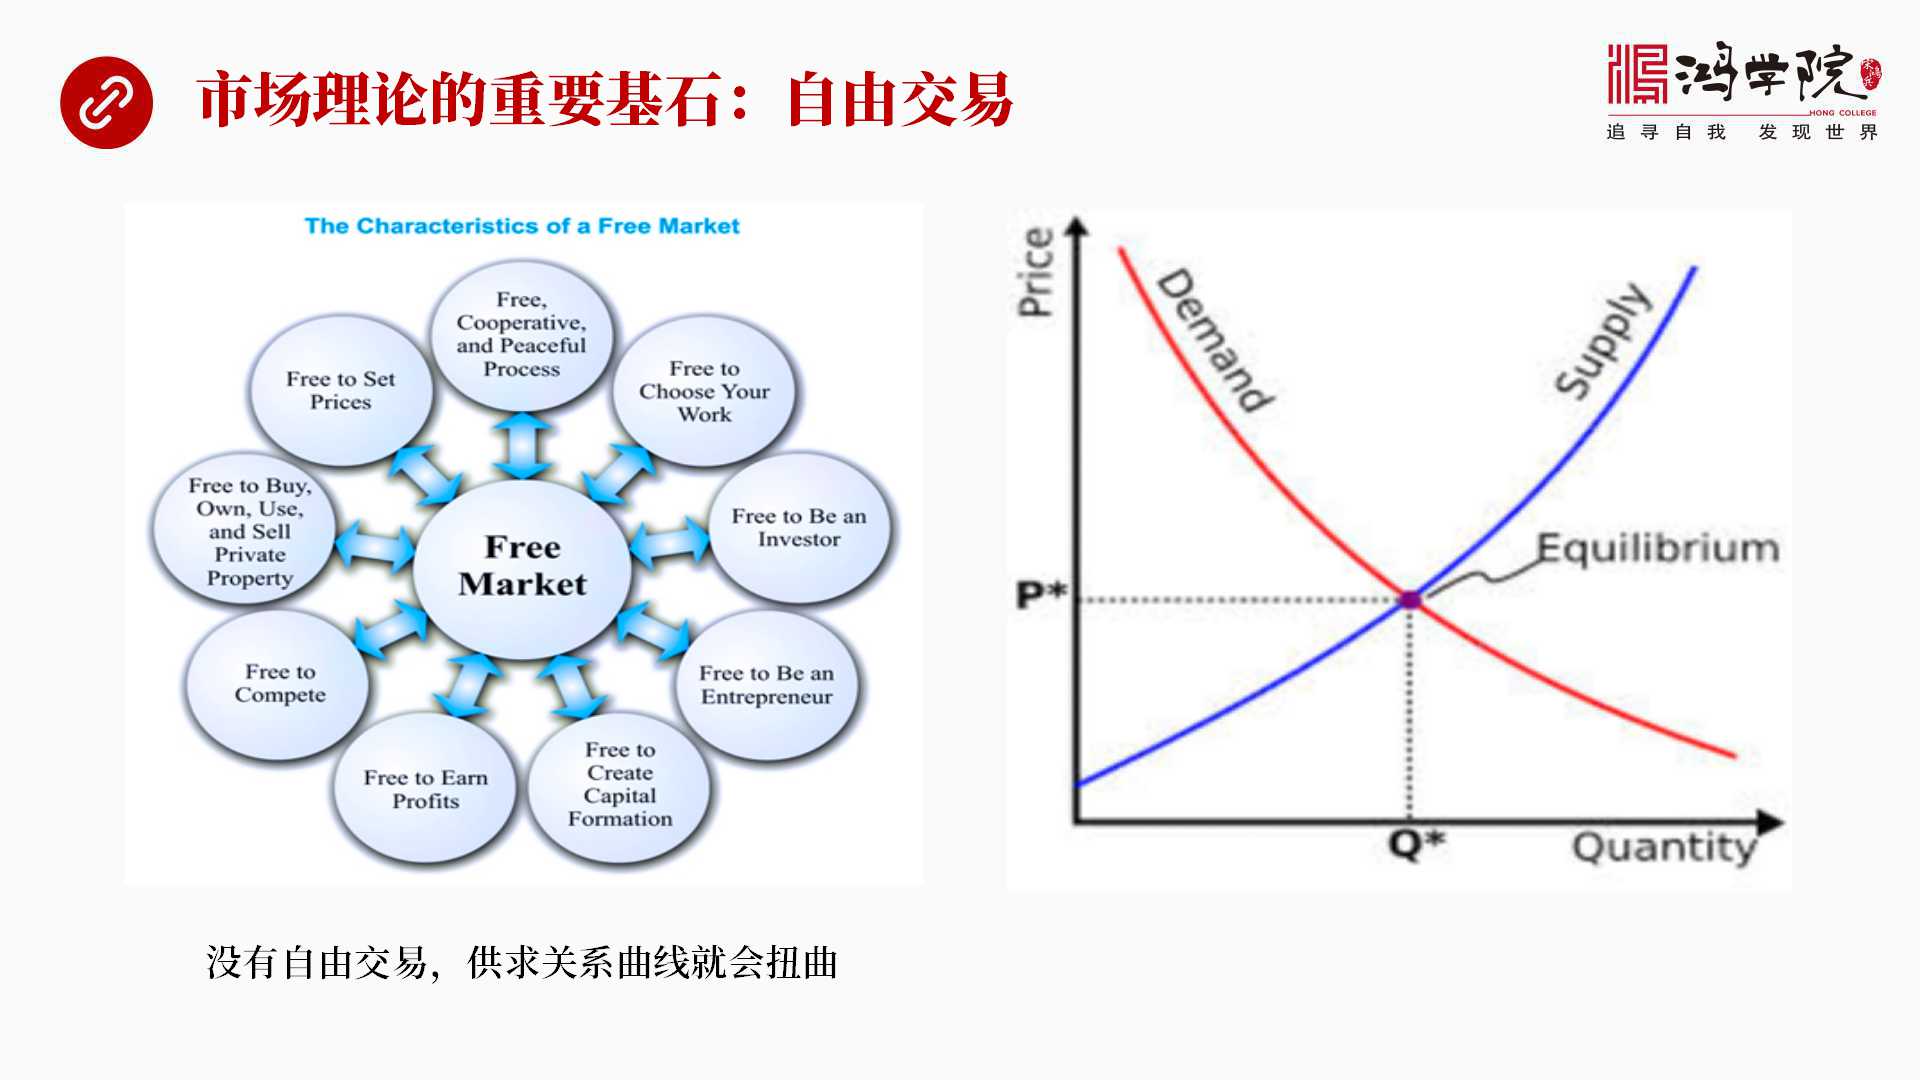 市场理论的重要基石：自由交易
鸿学院
宋鸿兵
HONG COLLEGE
追寻自我 发现世界
The Characteristics of a Free Market
Free,
Cooperative,
and Peaceful
Process
Free to
Choose Your
Work
Free to Be an
Investor
Free to Be an
Entrepreneur
Free to
Create
Capital
Formation
Free to Earn
Profits
Free to
Compete
Free to Buy,
Own, Use,
and Sell
Private
Property
Free to Set
Prices
Free
Market
Price
Demand
Supply
Equilibrium
P*
Q*
Quantity
没有自由交易，供求关系曲线就会扭曲